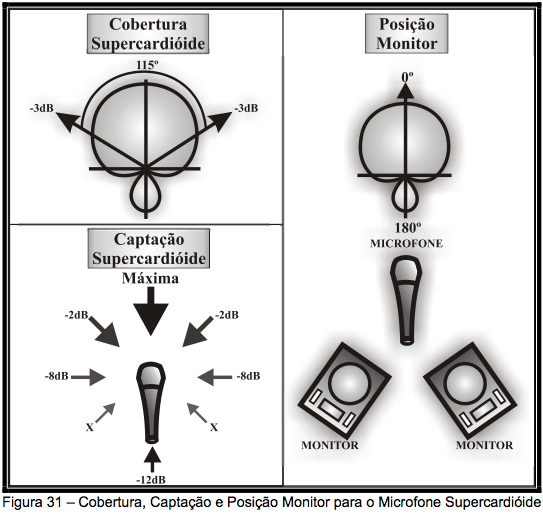 Cobertura
Supercardióide
115º
-3dB
-3dB
Captação
Supercardióide
Máxima
-2dB
-2dB
-8dB
-8dB
X
X
-12dB
Posição
Monitor
0º
180º
MICROFONE
MONITOR
MONITOR
Figura 31 – Cobertura, Captação e Posição Monitor para o Microfone Supercardióide